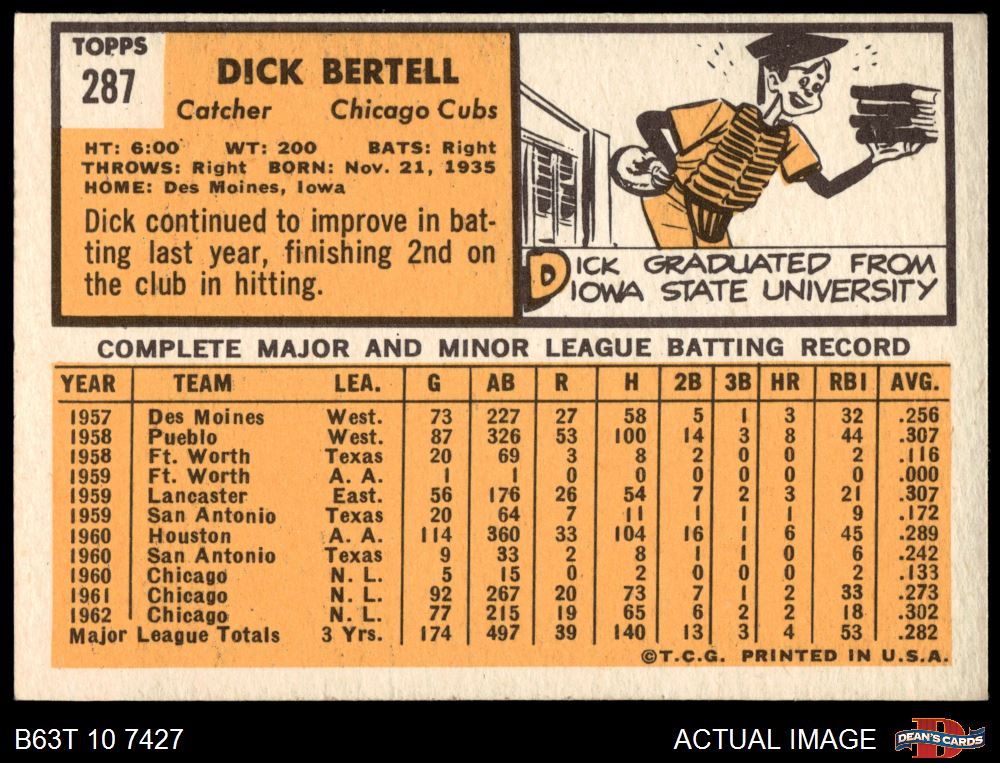 TOPPS
287
DICK BERTELL
Catcher Chicago Cubs
HT: 6:00 WT: 200 BATS: Right
THROWS: Right BORN: Nov. 21, 1935
HOME: Des Moines, Iowa
Dick continued to improve in bat-
ting last year, finishing 2nd on
the club in hitting.
DICK GRADUATED FROM
IOWA STATE UNIVERSITY
COMPLETE MAJOR AND MINOR LEAGUE BATTING RECORD
YEAR TEAM LEA. G AB R H 2B 3B HR RBI AVG.
1957 Des Moines West. 73 227 27 58 5 1 3 32 .256
1958 Pueblo West. 87 326 53 100 14 3 8 44 .307
1958 Ft. Worth Texas 20 69 3 8 2 0 0 2 .116
1959 Ft. Worth A. A. 1 1 0 0 0 0 0 0 .000
1959 Lancaster East. 56 176 26 54 7 2 3 21 .307
1959 San Antonio Texas 20 64 7 11 1 1 1 9 .172
1960 Houston A. A. 114 360 33 104 16 1 6 45 .289
1960 San Antonio Texas 9 33 2 8 1 1 0 6 .242
1960 Chicago N. L. 5 15 0 2 0 0 0 2 .133
1961 Chicago N. L. 92 267 20 73 7 1 2 33 .273
1962 Chicago N. L. 77 215 19 65 6 2 2 18 .302
Major League Totals 3 Yrs. 174 497 39 140 13 3 4 53 .282
©T.C.G. PRINTED IN U.S.A.
B63T 10 7427
ACTUAL IMAGE
D
DEAN'S CARDS